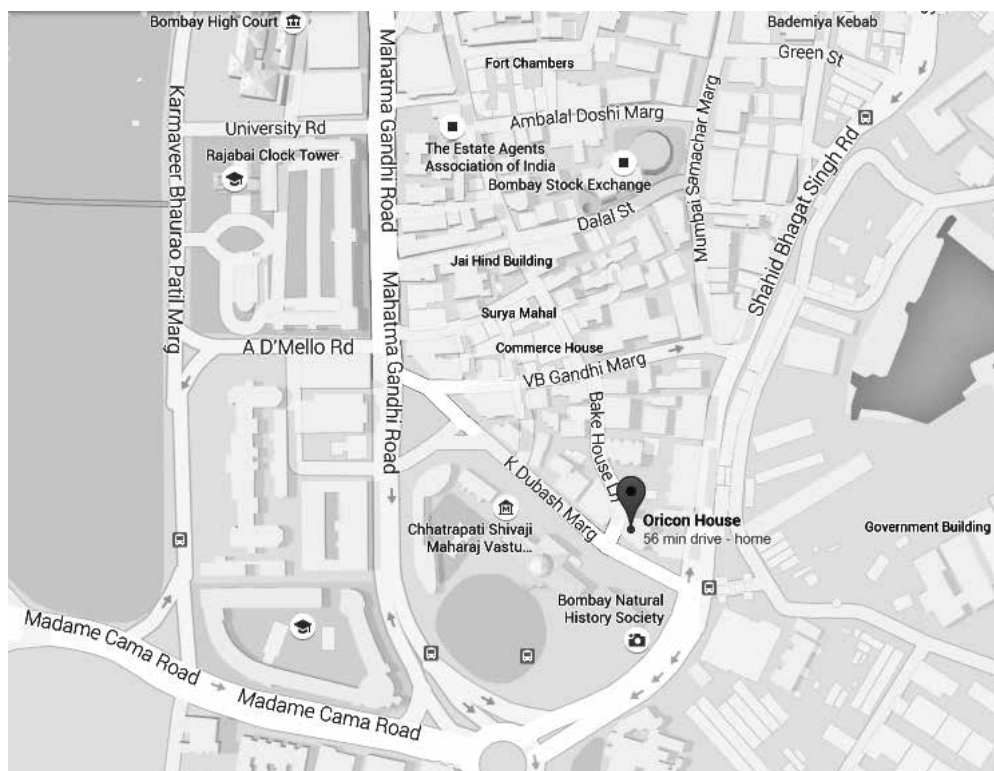 Bombay High Court
Bademiya Kebab
Green St
Fort Chambers
Mahatma Gandhi Road
Karmaveer Bhaurao Patil Marg
University Rd
Ambalal Doshi Marg
Mumbai Samachar Marg
Shahid Bhagat Singh Rd
Rajabai Clock Tower
The Estate Agents
Association of India
Bombay Stock Exchange
Dalal St
Jai Hind Building
Surya Mahal
A D'Mello Rd
Mahatma Gandhi Road
Commerce House
VB Gandhi Marg
Bake House Ln
K Dubash Marg
Oricon House
56 min drive - home
Chhatrapati Shivaji
Maharaj Vastu...
Government Building
Bombay Natural
History Society
Madame Cama Road
Madame Cama Road